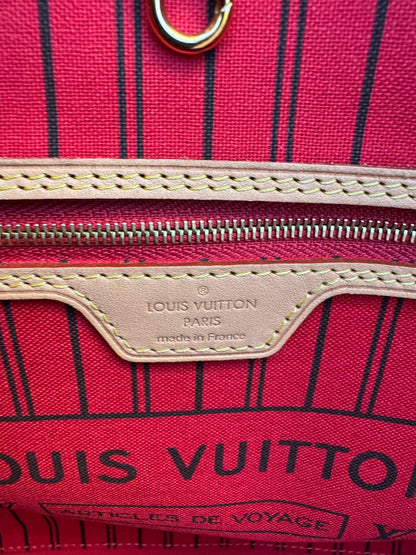 ®
LOUIS VUITTON
PARIS
made in France
OUIS VUITTON
ARTICLES DE VOYAGE